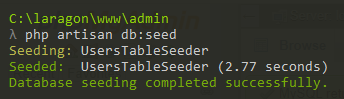 C:\laragon\www\admin
λ php artisan db:seed
Seeding: UsersTableSeeder
Seeded:  UsersTableSeeder (2.77 seconds)
Database seeding completed successfully.